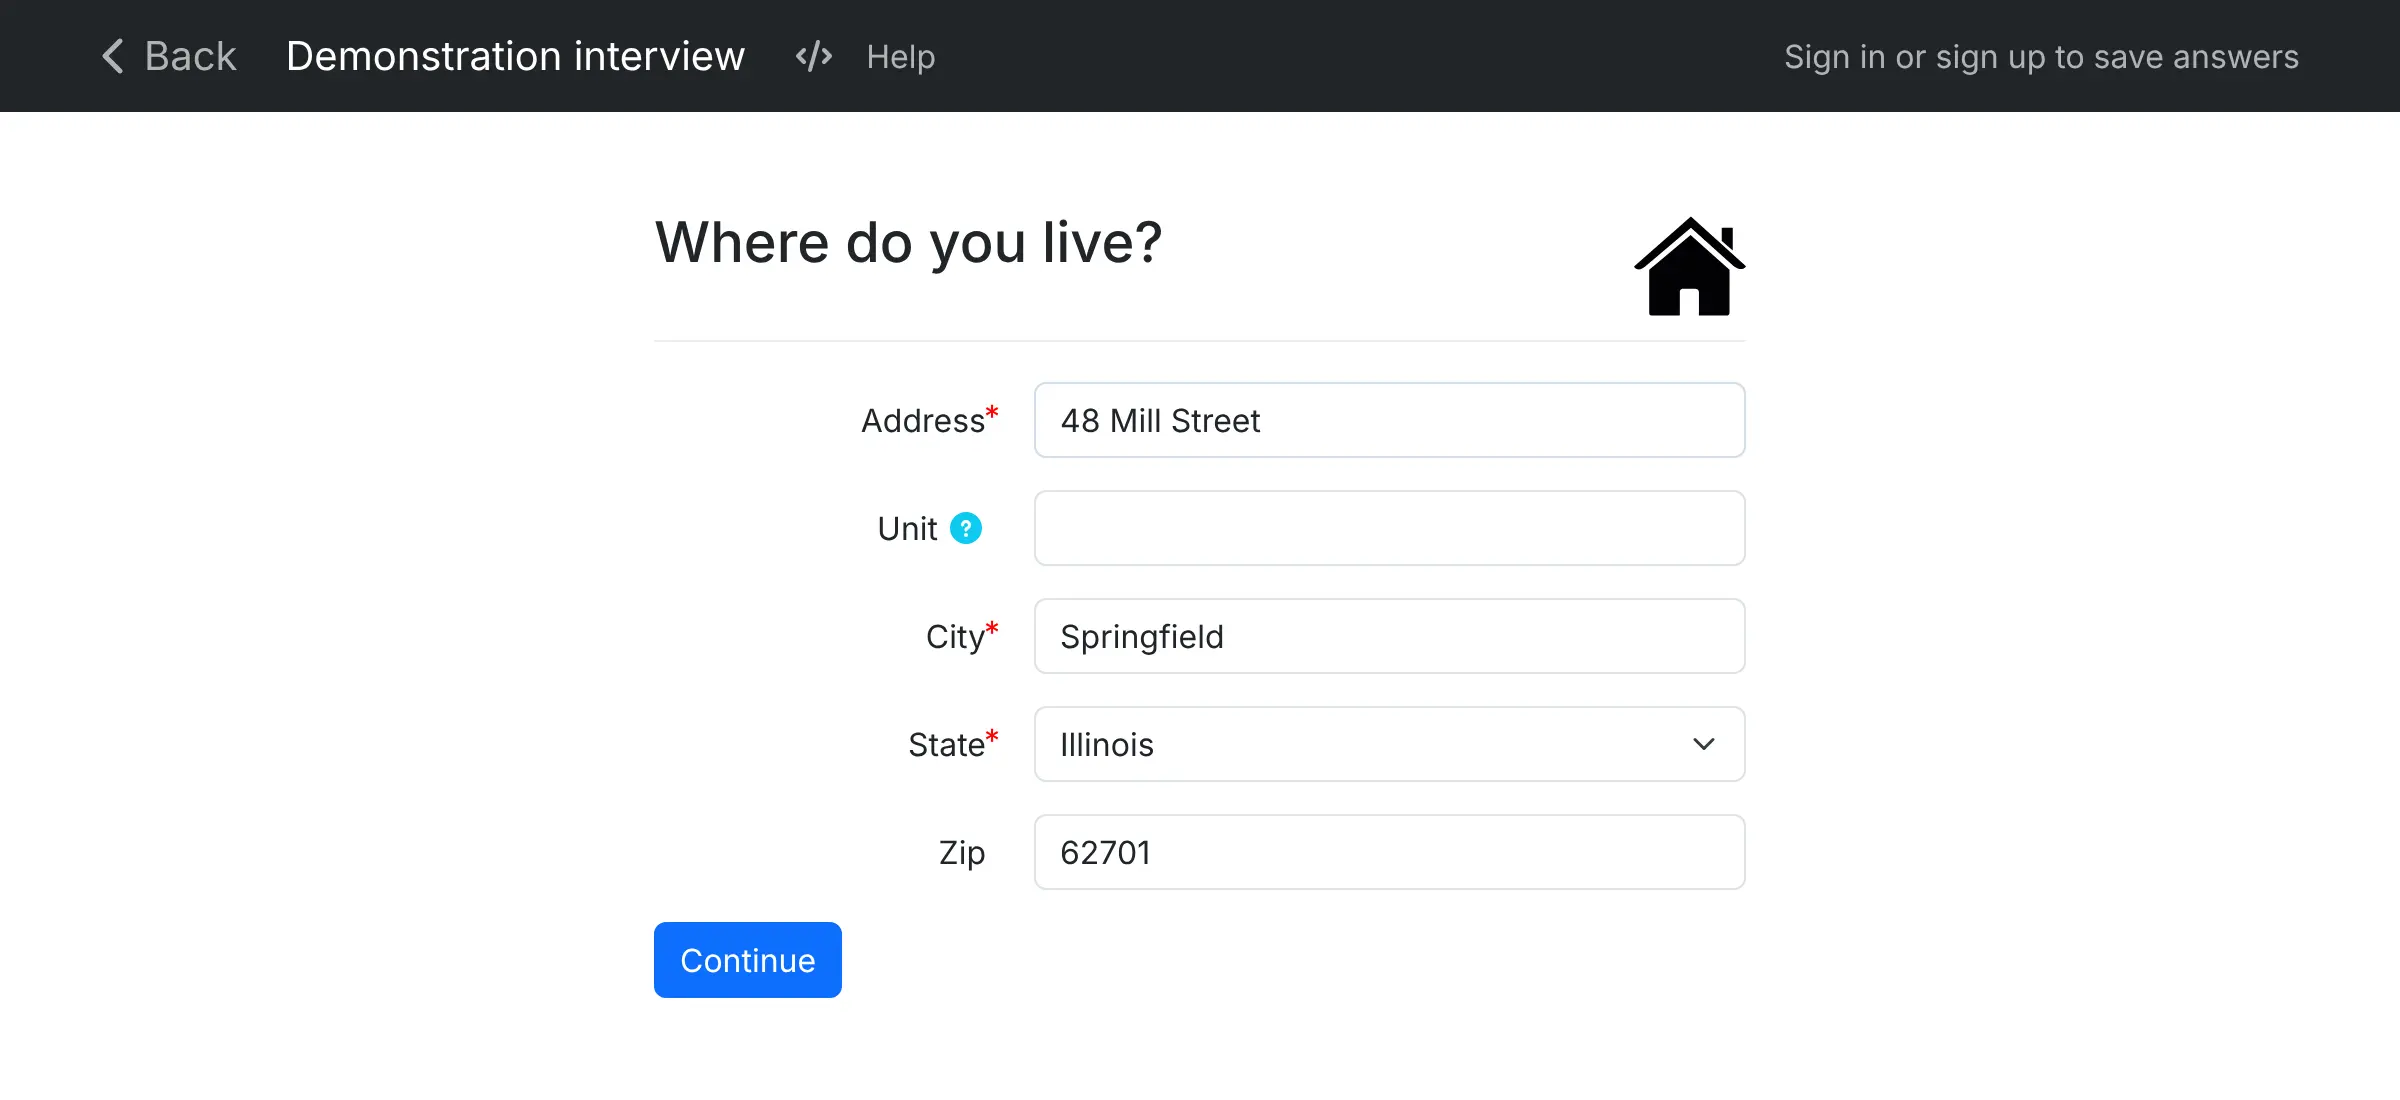 Back Demonstration interview </> Help Sign in or sign up to save answers
Where do you live?
Address* 48 Mill Street
Unit ?
City* Springfield
State* Illinois
Zip 62701
Continue